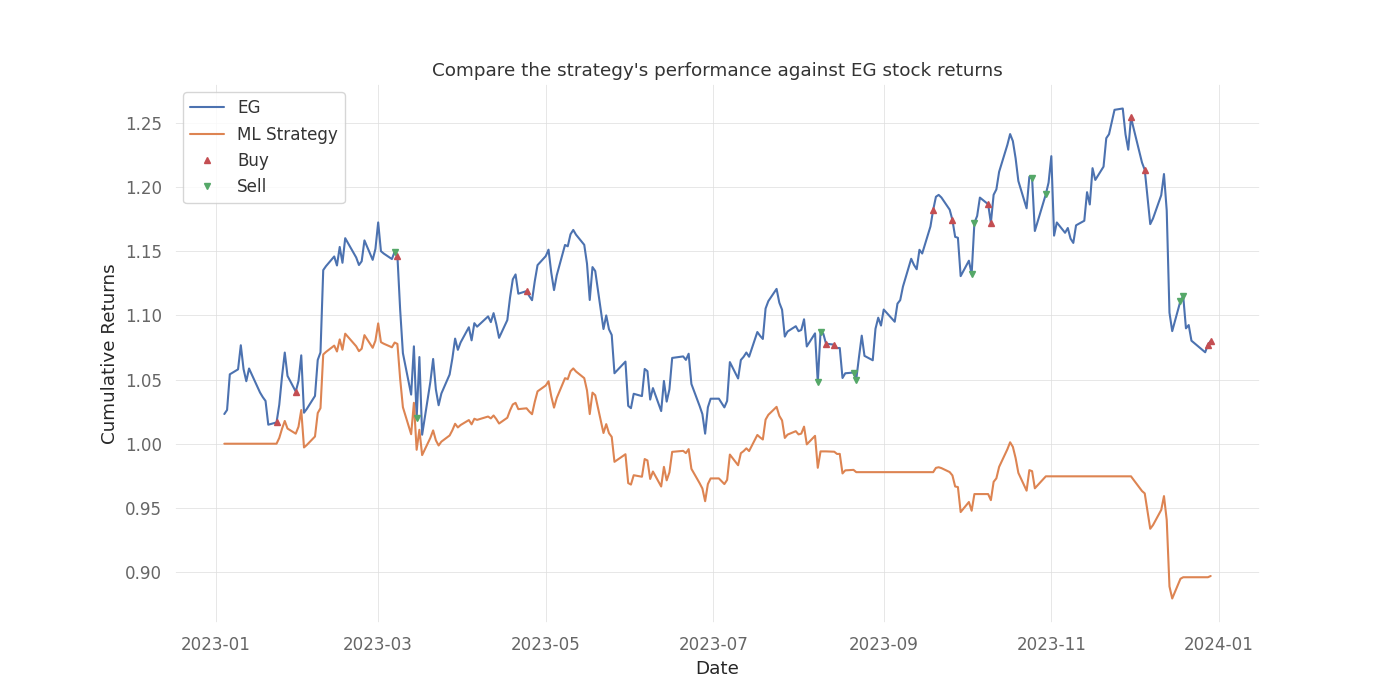 Compare the strategy's performance against EG stock returns
EG
ML Strategy
Buy
Sell
Cumulative Returns
1.25
1.20
1.15
1.10
1.05
1.00
0.95
0.90
2023-01
2023-03
2023-05
2023-07
2023-09
2023-11
2024-01
Date